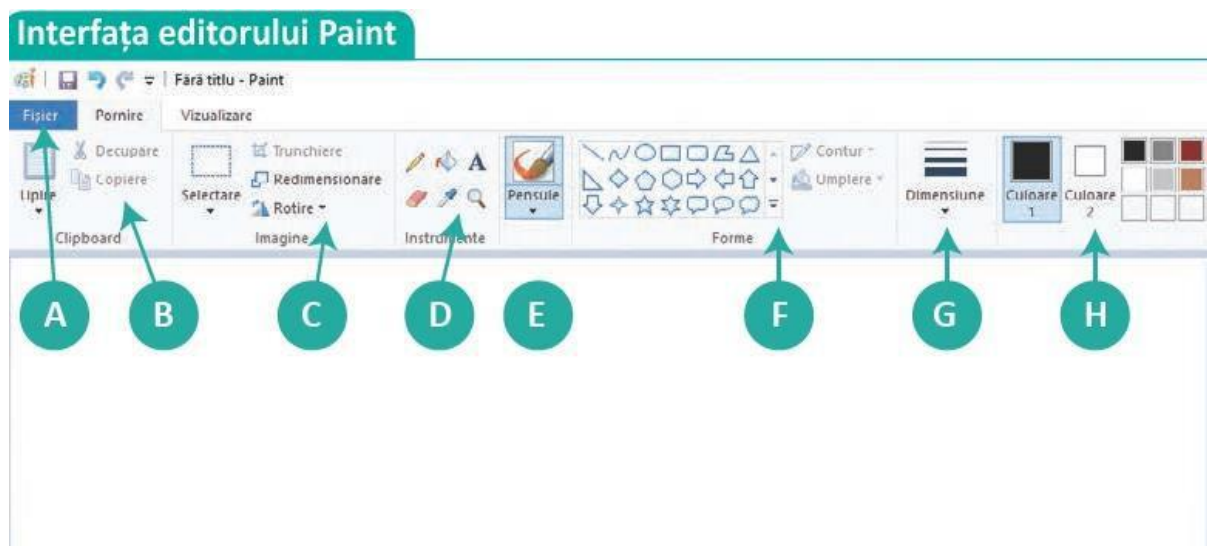 Interfața editorului Paint
Fără titlu - Paint
Fișier Pornire Vizualizare
Lipire
Decupare
Copiere
Clipboard
Selectare
Trunchiere
Redimensionare
Rotire
Imagine
A
Instrumente
Pensule
Contur
Umplere
Forme
Dimensiune
Culoare 1
Culoare 2
A B C D E F G H